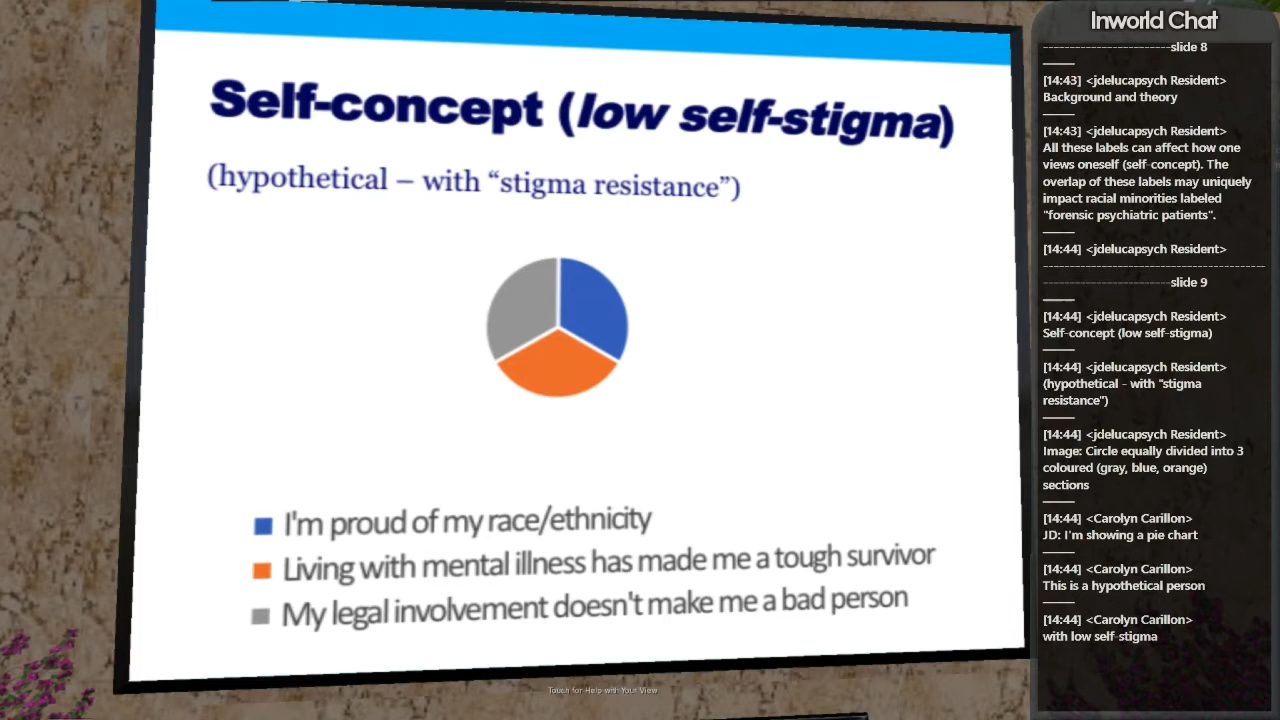 Self-concept (low self-stigma)
(hypothetical – with “stigma resistance”)
I'm proud of my race/ethnicity
Living with mental illness has made me a tough survivor
My legal involvement doesn't make me a bad person
Touch for Help with Your View
Inworld Chat
------------------------slide 8
[14:43] <jdelucapsych Resident>
Background and theory
[14:43] <jdelucapsych Resident>
All these labels can affect how one
views oneself (self-concept). The
overlap of these labels may uniquely
impact racial minorities labeled
"forensic psychiatric patients".
[14:44] <jdelucapsych Resident>
------------------------------------------
------------------------slide 9
[14:44] <jdelucapsych Resident>
Self-concept (low self-stigma)
[14:44] <jdelucapsych Resident>
(hypothetical - with "stigma
resistance")
[14:44] <jdelucapsych Resident>
Image: Circle equally divided into 3
coloured (gray, blue, orange)
sections
[14:44] <Carolyn Carillon>
JD: I'm showing a pie chart
[14:44] <Carolyn Carillon>
This is a hypothetical person
[14:44] <Carolyn Carillon>
with low self-stigma